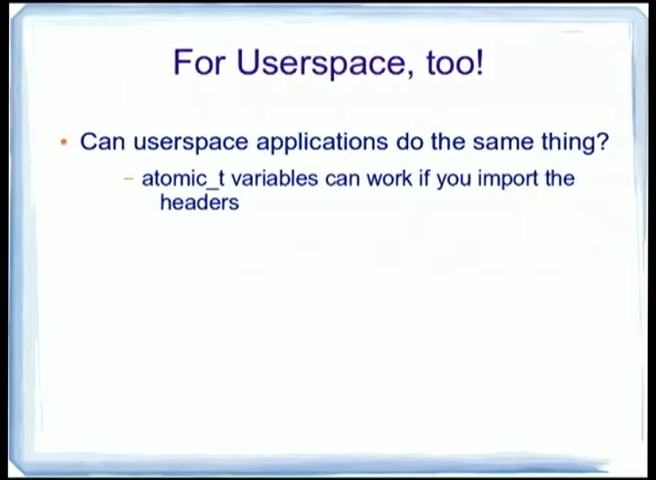 For Userspace, too!
• Can userspace applications do the same thing?
– atomic_t variables can work if you import the
headers